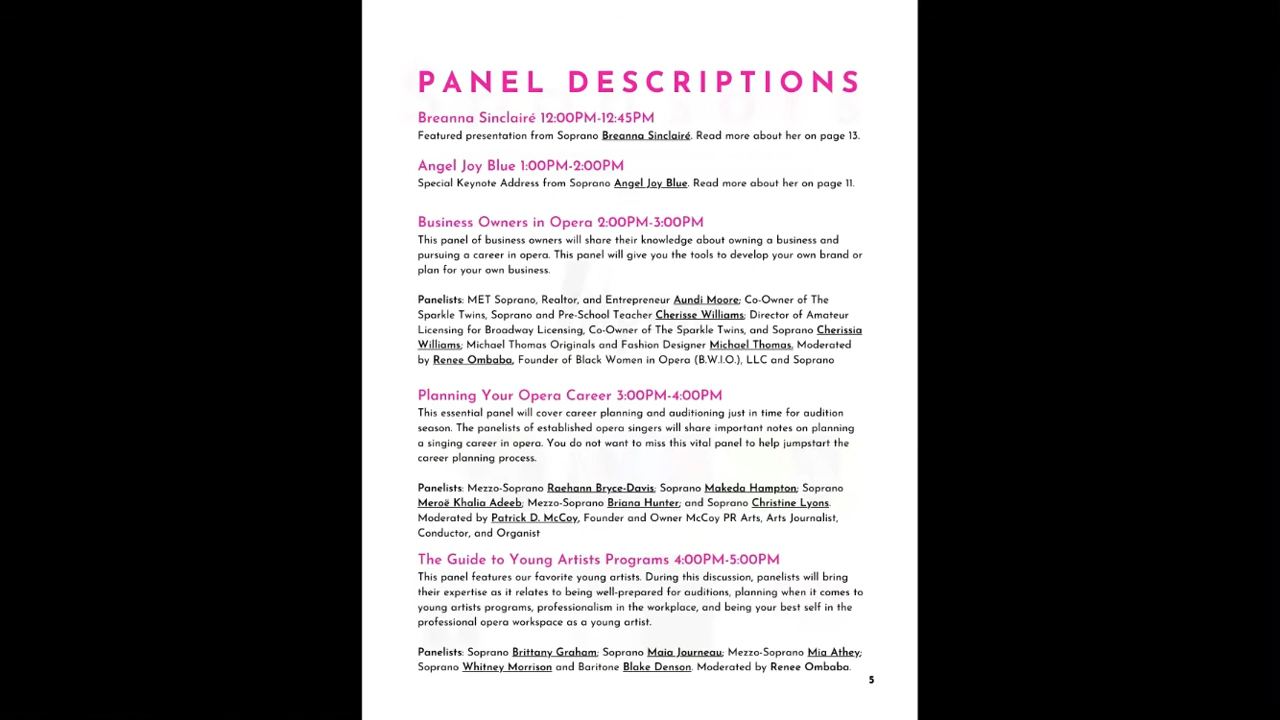 PANEL DESCRIPTIONS
Breanna Sinclairé 12:00PM-12:45PM
Featured presentation from Soprano Breanna Sinclairé. Read more about her on page 13.
Angel Joy Blue 1:00PM-2:00PM
Special Keynote Address from Soprano Angel Joy Blue. Read more about her on page 11.
Business Owners in Opera 2:00PM-3:00PM
This panel of business owners will share their knowledge about owning a business and
pursuing a career in opera. This panel will give you the tools to develop your own brand or
plan for your own business.
Panelists: MET Soprano, Realtor, and Entrepreneur Aundi Moore; Co-Owner of The
Sparkle Twins, Soprano and Pre-School Teacher Cherisse Williams; Director of Amateur
Licensing for Broadway Licensing, Co-Owner of The Sparkle Twins, and Soprano Cherissia
Williams; Michael Thomas Originals and Fashion Designer Michael Thomas. Moderated
by Renee Ombaba, Founder of Black Women in Opera (B.W.I.O.), LLC and Soprano
Planning Your Opera Career 3:00PM-4:00PM
This essential panel will cover career planning and auditioning just in time for audition
season. The panelists of established opera singers will share important notes on planning
a singing career in opera. You do not want to miss this vital panel to help jumpstart the
career planning process.
Panelists: Mezzo-Soprano Raehann Bryce-Davis; Soprano Makeda Hampton; Soprano
Meroë Khalia Adeeb; Mezzo-Soprano Briana Hunter; and Soprano Christine Lyons.
Moderated by Patrick D. McCoy, Founder and Owner McCoy PR Arts, Arts Journalist,
Conductor, and Organist
The Guide to Young Artists Programs 4:00PM-5:00PM
This panel features our favorite young artists. During this discussion, panelists will bring
their expertise as it relates to being well-prepared for auditions, planning when it comes to
young artists programs, professionalism in the workplace, and being your best self in the
professional opera workspace as a young artist.
Panelists: Soprano Brittany Graham; Soprano Maia Journeau; Mezzo-Soprano Mia Athey;
Soprano Whitney Morrison and Baritone Blake Denson. Moderated by Renee Ombaba.
5